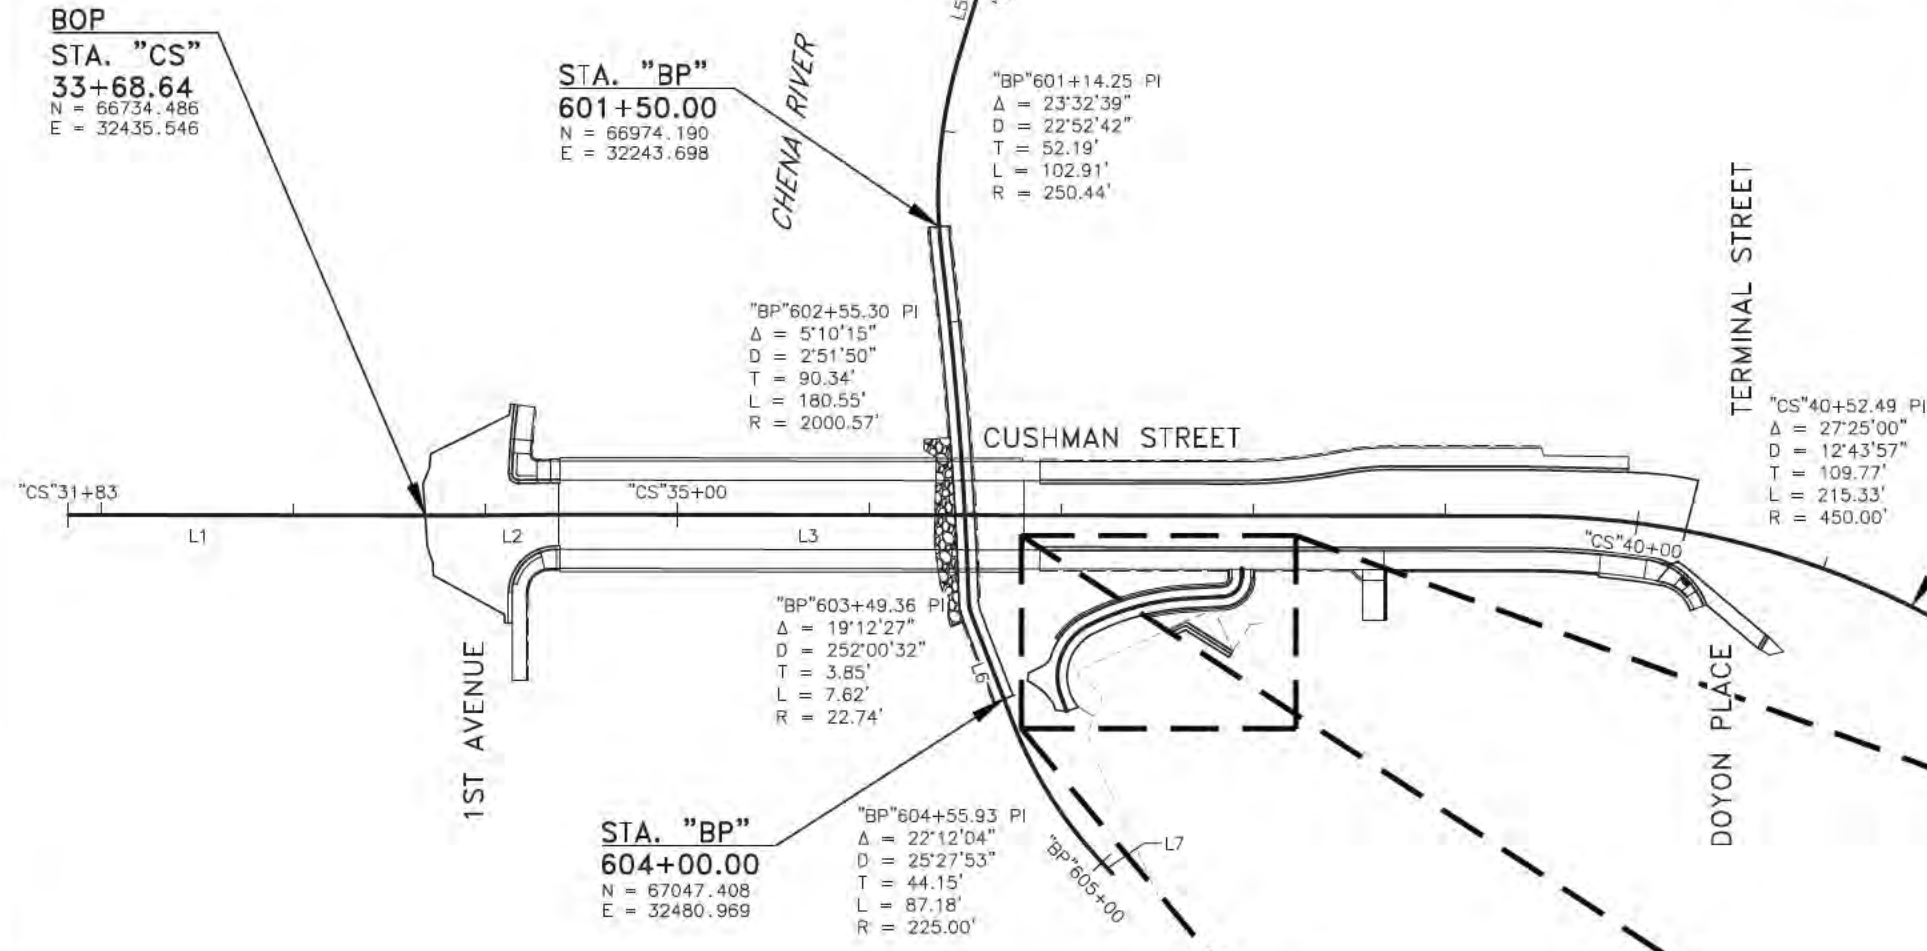 BOP
STA. "CS"
33+68.64
N = 66734.486
E = 32435.546
STA. "BP"
601+50.00
N = 66974.190
E = 32243.698
CHENA RIVER
L5
"BP"601+14.25 PI
Δ = 23°32'39"
D = 22°52'42"
T = 52.19'
L = 102.91'
R = 250.44'
TERMINAL STREET
"BP"602+55.30 PI
Δ = 5°10'15"
D = 2°51'50"
T = 90.34'
L = 180.55'
R = 2000.57'
CUSHMAN STREET
"CS"40+52.49 PI
Δ = 27°25'00"
D = 12°43'57"
T = 109.77'
L = 215.33'
R = 450.00'
"CS"31+83
"CS"35+00
L1
L2
L3
"CS"40+00
"BP"603+49.36 PI
Δ = 19°12'27"
D = 252°00'32"
T = 3.85'
L = 7.62'
R = 22.74'
L6
1ST AVENUE
DOYON PLACE
STA. "BP"
604+00.00
N = 67047.408
E = 32480.969
"BP"604+55.93 PI
Δ = 22°12'04"
D = 25°27'53"
T = 44.15'
L = 87.18'
R = 225.00'
L7
"BP"605+00